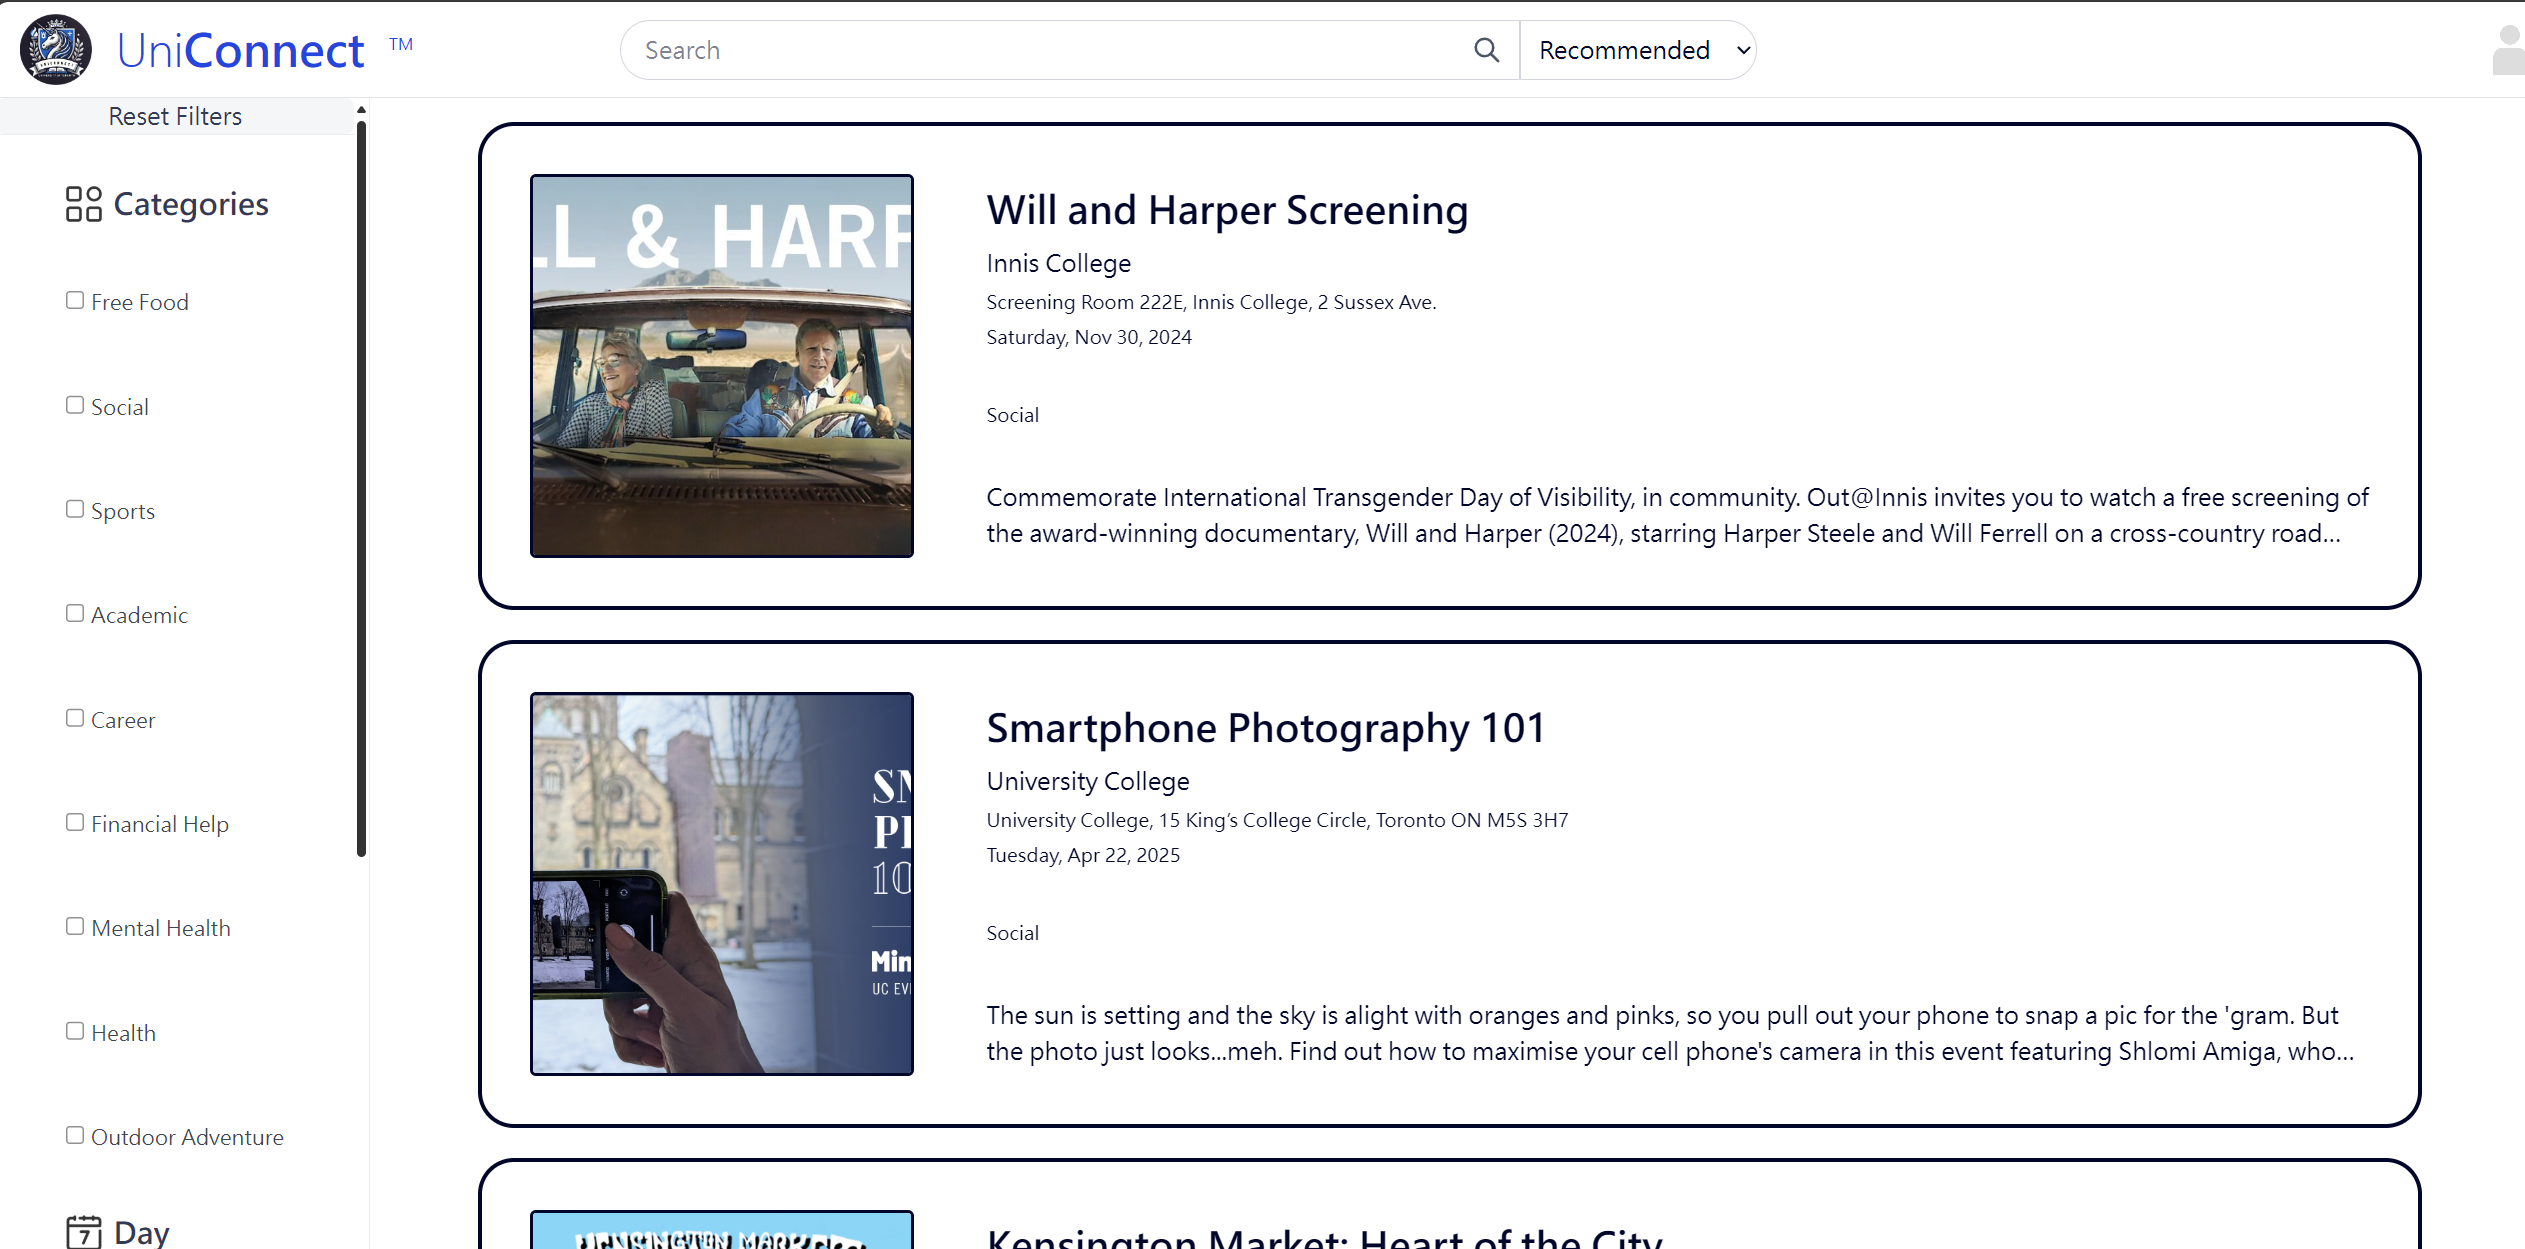 UniConnect TM
Search
Recommended
Reset Filters
Categories
Free Food
Social
Sports
Academic
Career
Financial Help
Mental Health
Health
Outdoor Adventure
7 Day
LL & HARP
Will and Harper Screening
Innis College
Screening Room 222E, Innis College, 2 Sussex Ave.
Saturday, Nov 30, 2024
Social
Commemorate International Transgender Day of Visibility, in community. Out@Innis invites you to watch a free screening of
the award-winning documentary, Will and Harper (2024), starring Harper Steele and Will Ferrell on a cross-country road...
SM
PH
10
Min
UC EV
Smartphone Photography 101
University College
University College, 15 King’s College Circle, Toronto ON M5S 3H7
Tuesday, Apr 22, 2025
Social
The sun is setting and the sky is alight with oranges and pinks, so you pull out your phone to snap a pic for the 'gram. But
the photo just looks...meh. Find out how to maximise your cell phone's camera in this event featuring Shlomi Amiga, who...
KENSINGTON MARKET
Kensington Market: Heart of the City